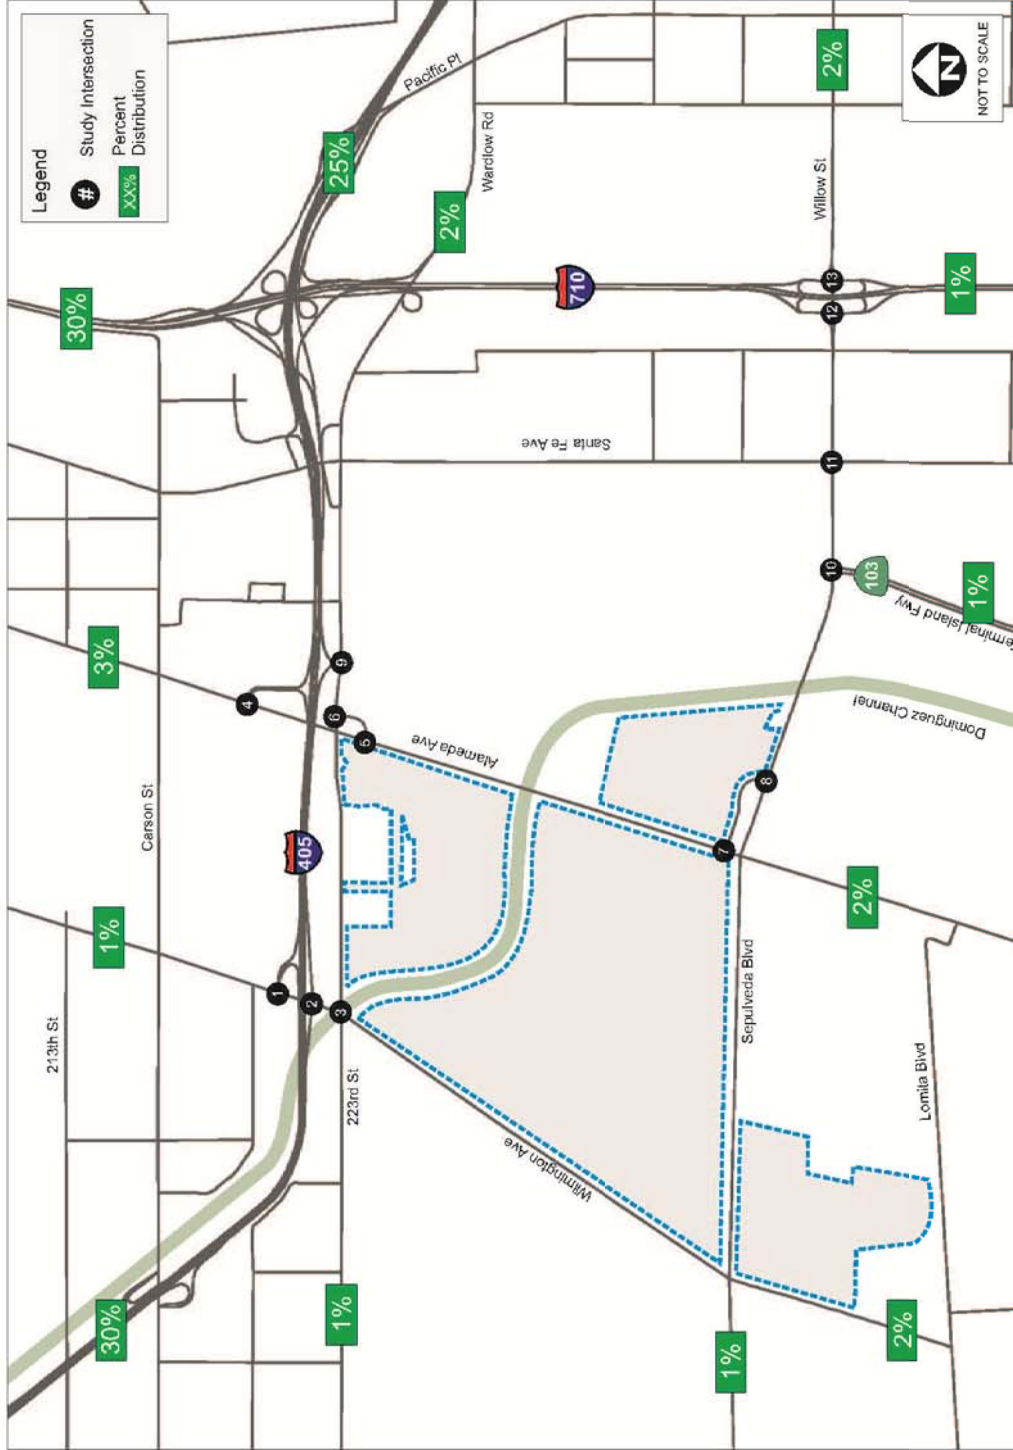 Legend
#
Study Intersection
XX%
Percent
Distribution
N
NOT TO SCALE
30%
25%
2%
2%
1%
3%
1%
1%
30%
1%
1%
2%
2%
Pacific Pl
Wardlow Rd
Willow St
710
Santa Fe Ave
103
Terminal Island Fwy
Dominguez Channel
Alameda Ave
Carson St
405
213th St
223rd St
Wilmington Ave
Sepulveda Blvd
Lomita Blvd
1
2
3
4
5
6
7
8
9
10
11
12
13